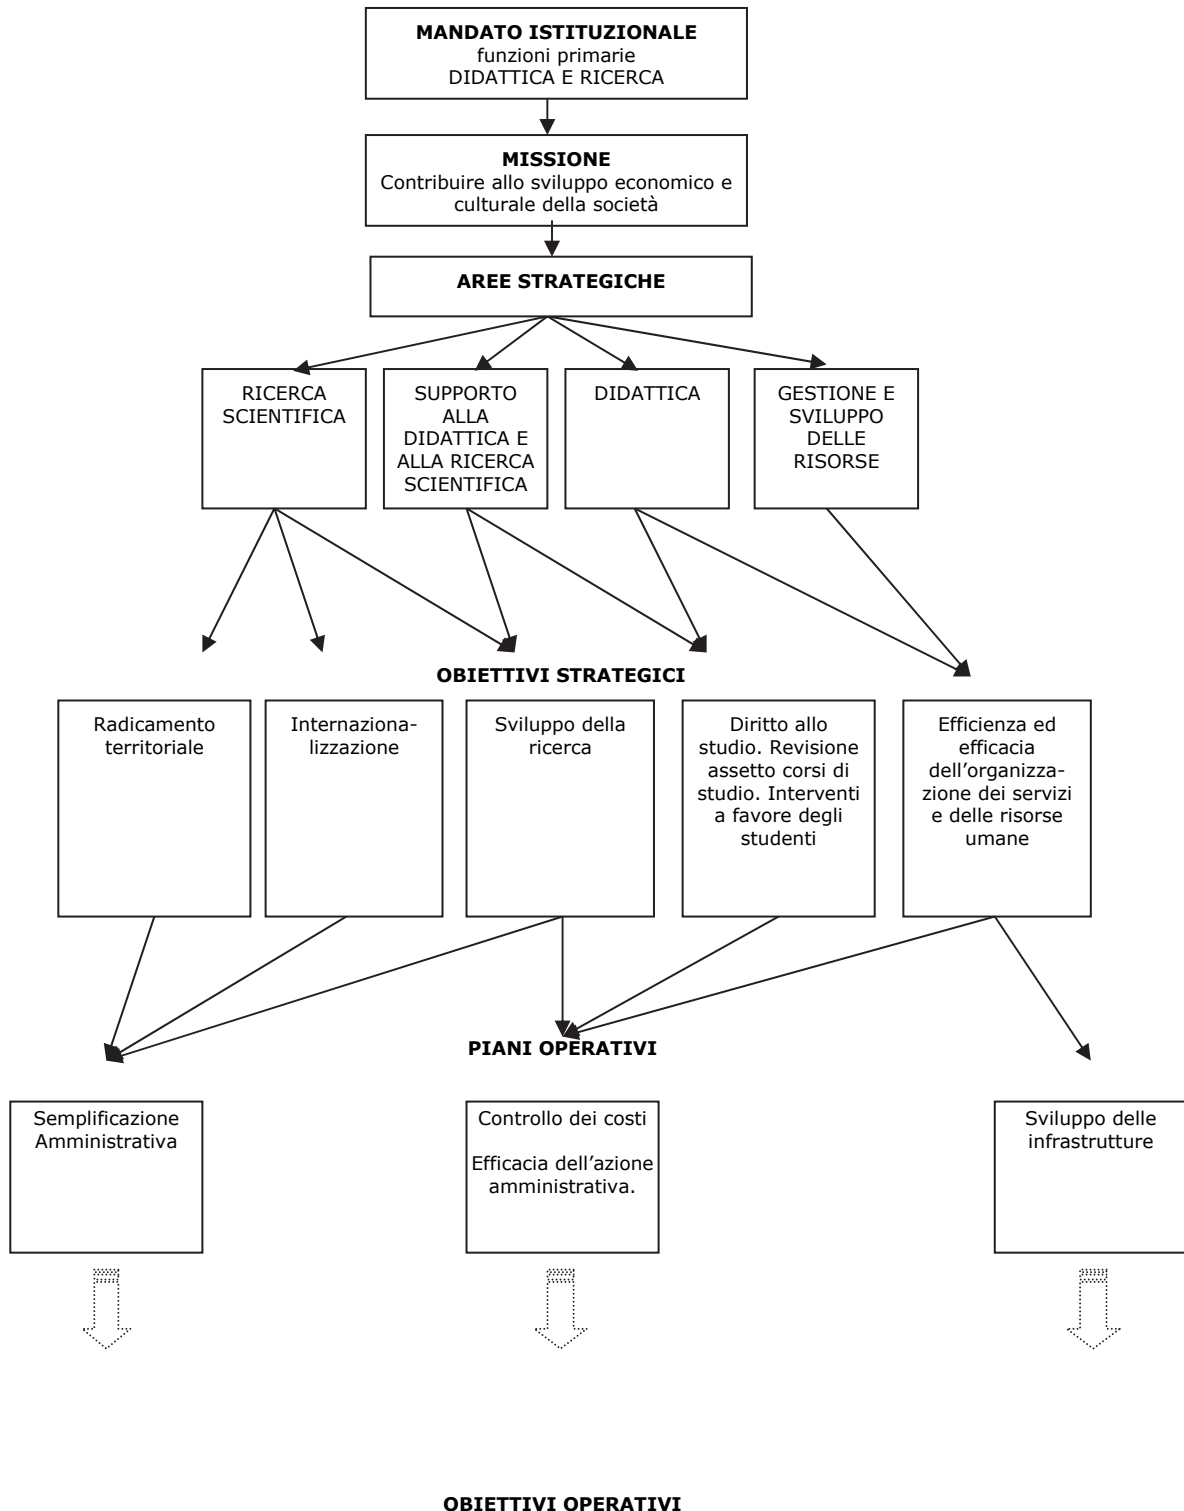 MANDATO ISTITUZIONALE
funzioni primarie
DIDATTICA E RICERCA
MISSIONE
Contribuire allo sviluppo economico e
culturale della società
AREE STRATEGICHE
RICERCA
SCIENTIFICA
SUPPORTO
ALLA
DIDATTICA E
ALLA RICERCA
SCIENTIFICA
DIDATTICA
GESTIONE E
SVILUPPO
DELLE
RISORSE
OBIETTIVI STRATEGICI
Radicamento
territoriale
Internaziona-
lizzazione
Sviluppo della
ricerca
Diritto allo
studio. Revisione
assetto corsi di
studio. Interventi
a favore degli
studenti
Efficienza ed
efficacia
dell’organizza-
zione dei servizi
e delle risorse
umane
PIANI OPERATIVI
Semplificazione
Amministrativa
Controllo dei costi
Efficacia dell’azione
amministrativa.
Sviluppo delle
infrastrutture
OBIETTIVI OPERATIVI